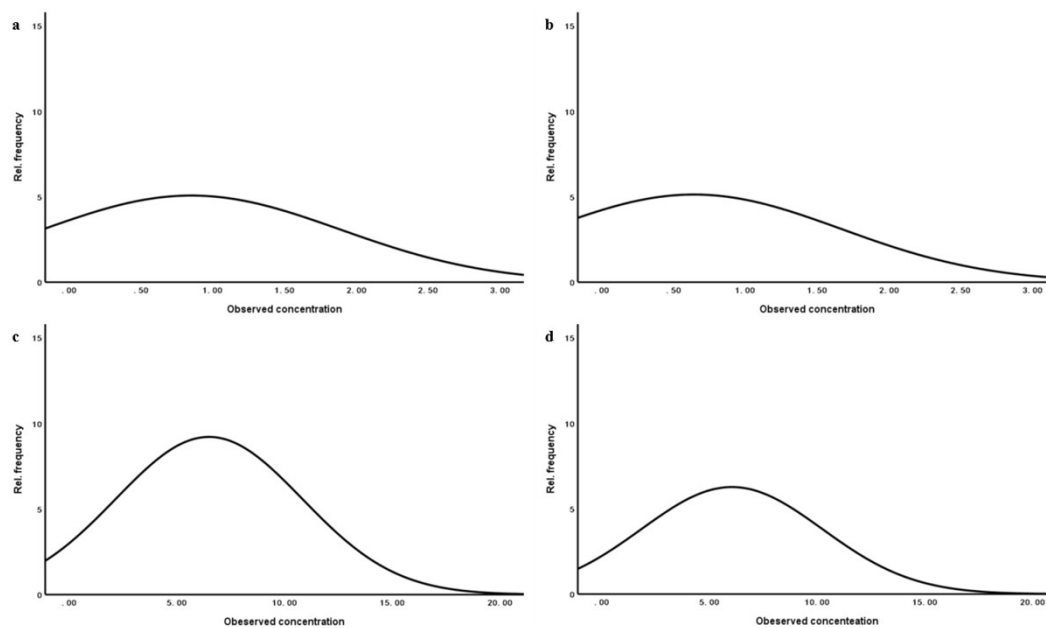 a
15
10
5
0
Rel. frequency
.00 .50 1.00 1.50 2.00 2.50 3.00
Observed concentration
b
15
10
5
0
Rel. frequency
.00 .50 1.00 1.50 2.00 2.50 3.00
Observed concentration
c
15
10
5
0
Rel. frequency
.00 5.00 10.00 15.00 20.00
Obeserved concentration
d
15
10
5
0
Rel. frequency
.00 5.00 10.00 15.00 20.00
Obeserved concenteation